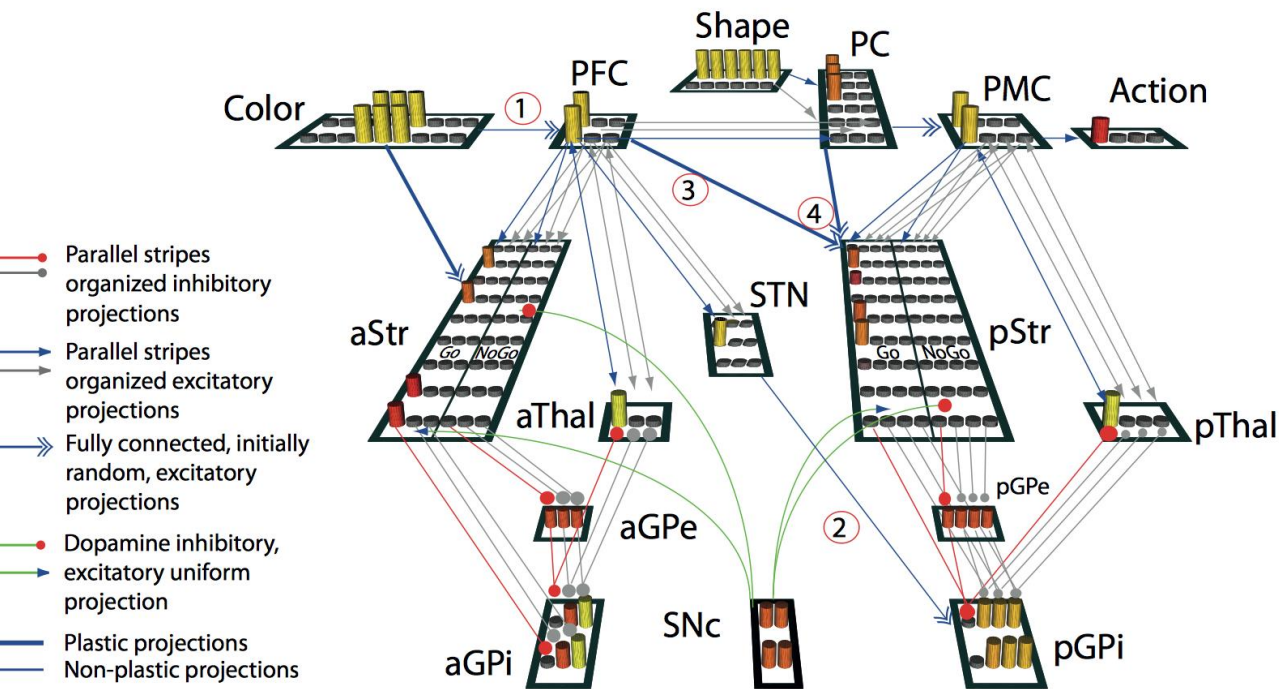 Shape
PC
PFC
PMC
Action
Color
1
3
4
Parallel stripes
organized inhibitory
projections
Parallel stripes
organized excitatory
projections
Fully connected, initially
random, excitatory
projections
Dopamine inhibitory,
excitatory uniform
projection
Plastic projections
Non-plastic projections
STN
aStr
Go
NoGo
Go
NoGo
pStr
aThal
pThal
pGPe
aGPe
2
SNc
aGPi
pGPi